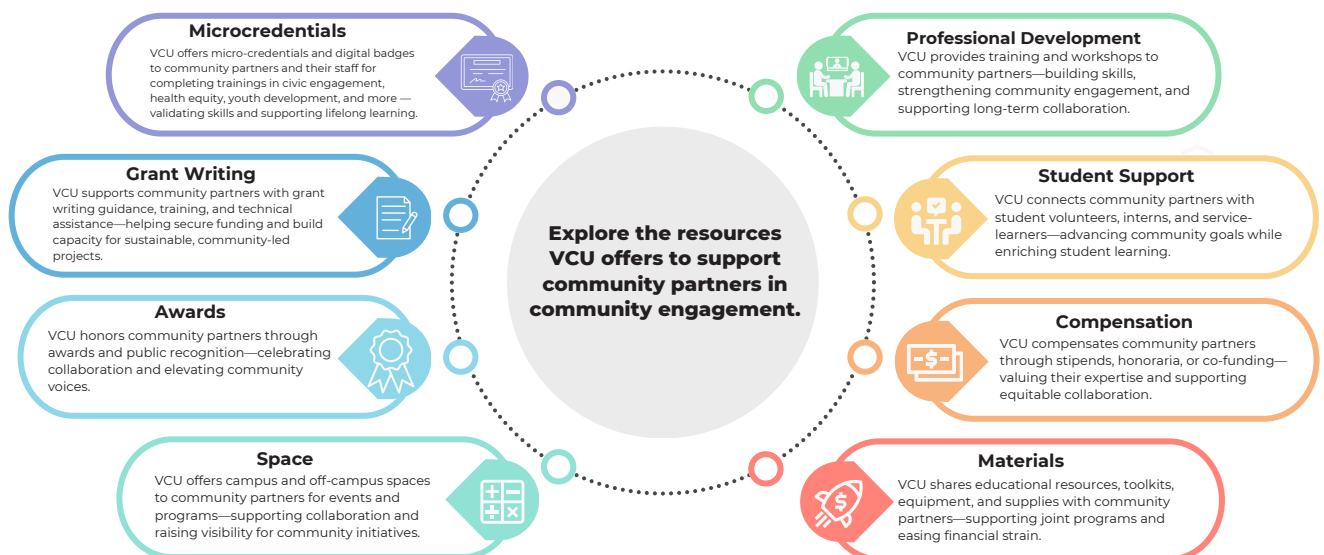 Microcredentials
VCU offers micro-credentials and digital badges
to community partners and their staff for
completing trainings in civic engagement,
health equity, youth development, and more —
validating skills and supporting lifelong learning.
Grant Writing
VCU supports community partners with grant
writing guidance, training, and technical
assistance—helping secure funding and build
capacity for sustainable, community-led
projects.
Awards
VCU honors community partners through
awards and public recognition—celebrating
collaboration and elevating community
voices.
Space
VCU offers campus and off-campus spaces
to community partners for events and
programs—supporting collaboration and
raising visibility for community initiatives.
Explore the resources
VCU offers to support
community partners in
community engagement.
Professional Development
VCU provides training and workshops to
community partners—building skills,
strengthening community engagement, and
supporting long-term collaboration.
Student Support
VCU connects community partners with
student volunteers, interns, and service-
learners—advancing community goals while
enriching student learning.
Compensation
VCU compensates community partners
through stipends, honoraria, or co-funding—
valuing their expertise and supporting
equitable collaboration.
Materials
VCU shares educational resources, toolkits,
equipment, and supplies with community
partners—supporting joint programs and
easing financial strain.